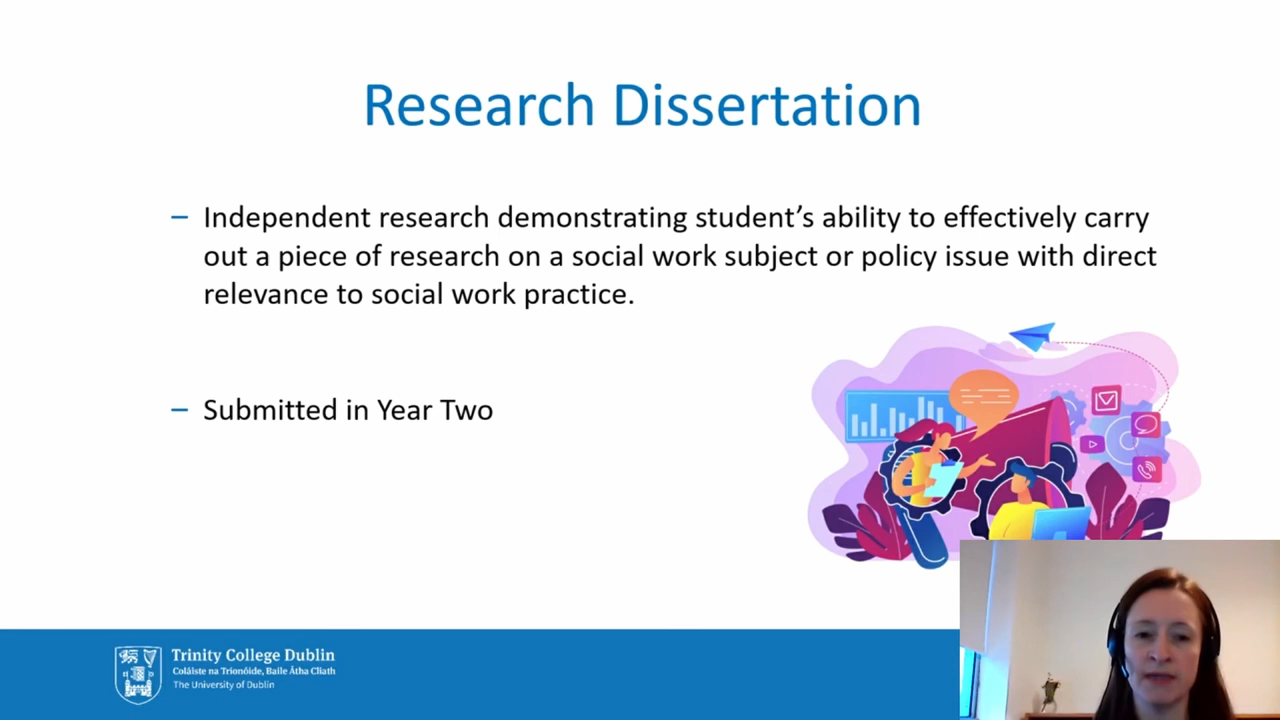 Research Dissertation
– Independent research demonstrating student’s ability to effectively carry
out a piece of research on a social work subject or policy issue with direct
relevance to social work practice.
– Submitted in Year Two
Trinity College Dublin
Coláiste na Tríonóide, Baile Átha Cliath
The University of Dublin